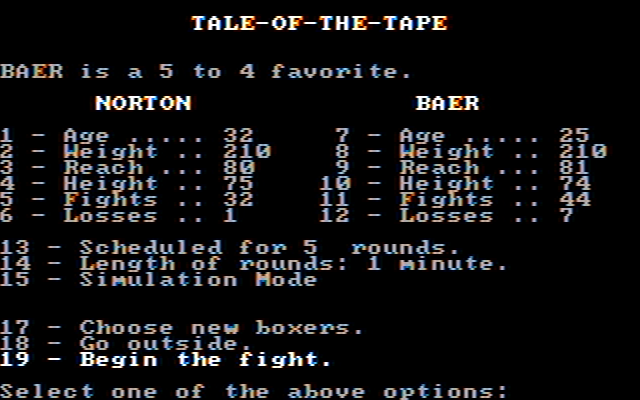 TALE-OF-THE-TAPE
BAER is a 5 to 4 favorite.
NORTON BAER
1 - Age ..... 32 7 - Age ..... 25
2 - Weight .. 210 8 - Weight .. 210
3 - Reach ... 80 9 - Reach ... 81
4 - Height .. 75 10 - Height .. 74
5 - Fights .. 32 11 - Fights .. 44
6 - Losses .. 1 12 - Losses .. 7
13 - Scheduled for 5  rounds.
14 - Length of rounds: 1 minute.
15 - Simulation Mode
17 - Choose new boxers.
18 - Go outside.
19 - Begin the fight.
Select one of the above options: